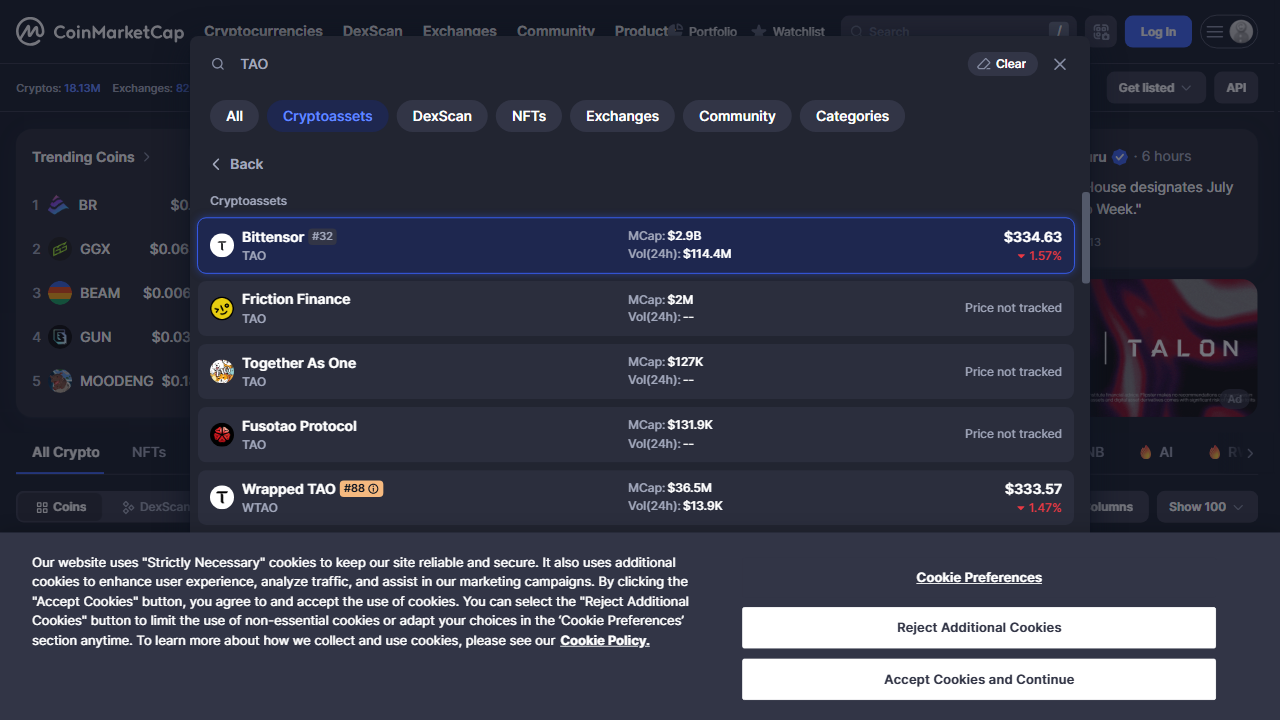 CoinMarketCap
Cryptocurrencies DexScan Exchanges Community Product Portfolio Watchlist Search / Log In
Cryptos: 18.13M Exchanges: 82
Get listed API
TAO Clear
All Cryptoassets DexScan NFTs Exchanges Community Categories
Back
Cryptoassets
Bittensor #32
TAO
MCap: $2.9B
Vol(24h): $114.4M
$334.63
1.57%
Friction Finance
TAO
MCap: $2M
Vol(24h): --
Price not tracked
Together As One
TAO
MCap: $127K
Vol(24h): --
Price not tracked
Fusotao Protocol
TAO
MCap: $131.9K
Vol(24h): --
Price not tracked
Wrapped TAO #88
WTAO
MCap: $36.5M
Vol(24h): $13.9K
$333.57
1.47%
Trending Coins
1 BR $0.
2 GGX $0.06
3 BEAM $0.006
4 GUN $0.03
5 MOODENG $0.1
ru · 6 hours
House designates July
Week."
13
TALON
Ad
All Crypto NFTs
NB AI
Coins DexScan
olumns Show 100
Our website uses "Strictly Necessary" cookies to keep our site reliable and secure. It also uses additional
cookies to enhance user experience, analyze traffic, and assist in our marketing campaigns. By clicking the
"Accept Cookies" button, you agree to and accept the use of cookies. You can select the "Reject Additional
Cookies" button to limit the use of non-essential cookies or adapt your choices in the ‘Cookie Preferences’
section anytime. To learn more about how we collect and use cookies, please see our Cookie Policy.
Cookie Preferences
Reject Additional Cookies
Accept Cookies and Continue